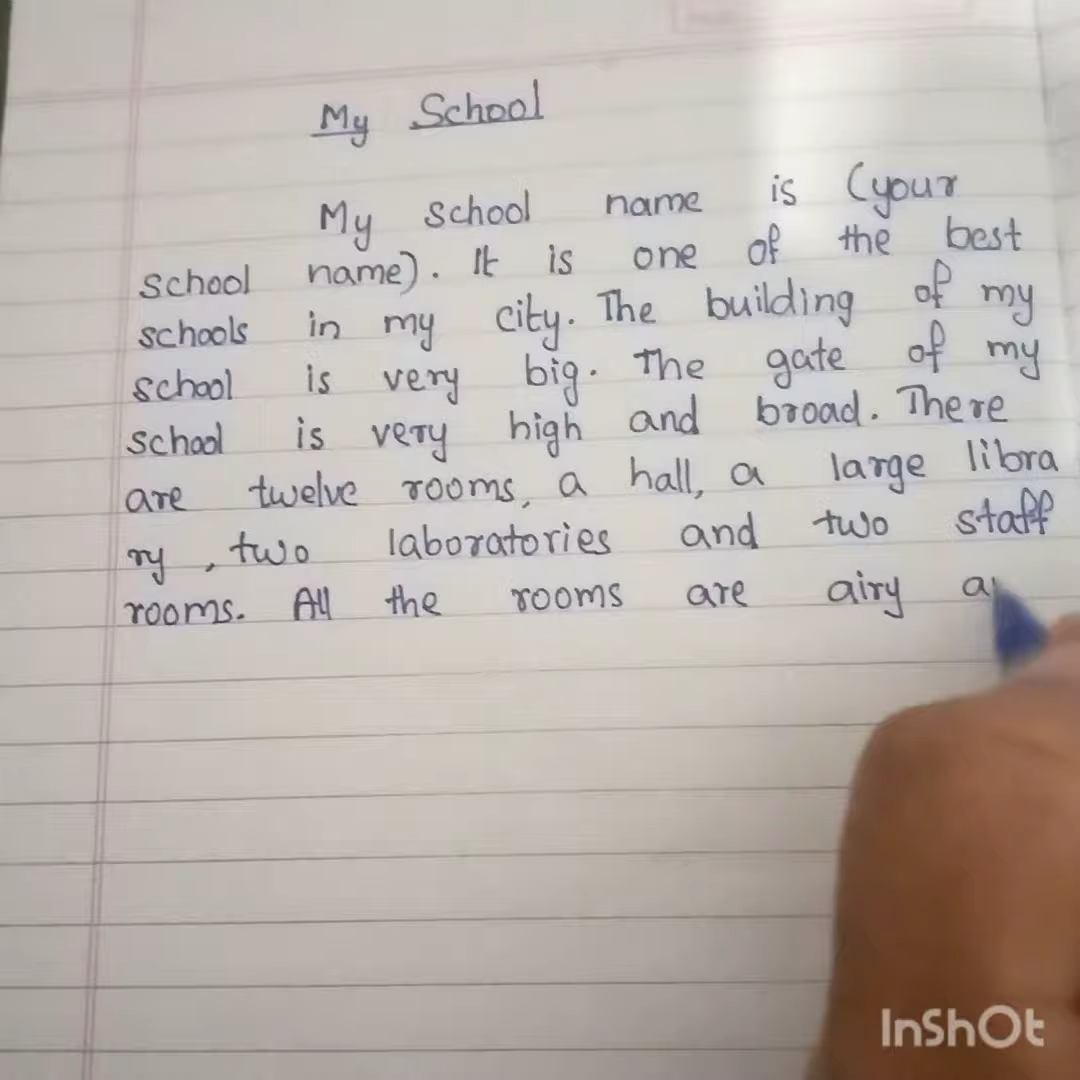 My School
My school name is (your
school name). It is one of the best
schools in my city. The building of my
school is very big. The gate of my
school is very high and broad. There
are twelve rooms, a hall, a large libra
ry, two laboratories and two staff
rooms. All the rooms are airy
InShOt